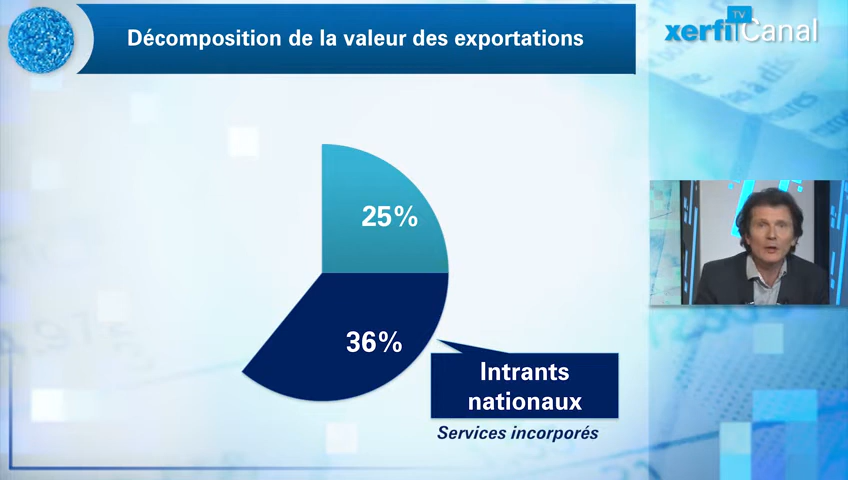 Décomposition de la valeur des exportations
xerfi TV Canal
25%
36%
Intrants
nationaux
Services incorporés